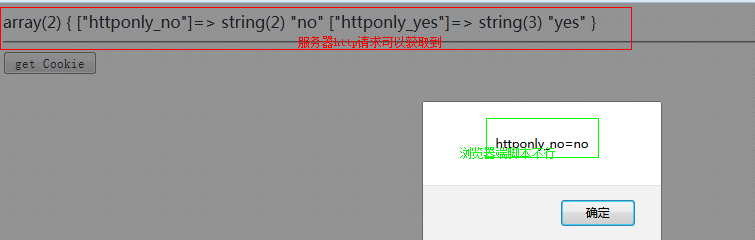 array(2) { ["httponly_no"]=> string(2) "no" ["httponly_yes"]=> string(3) "yes" }
服务器http请求可以获取到
get Cookie
httponly_no=no
浏览器端脚本不行
确定